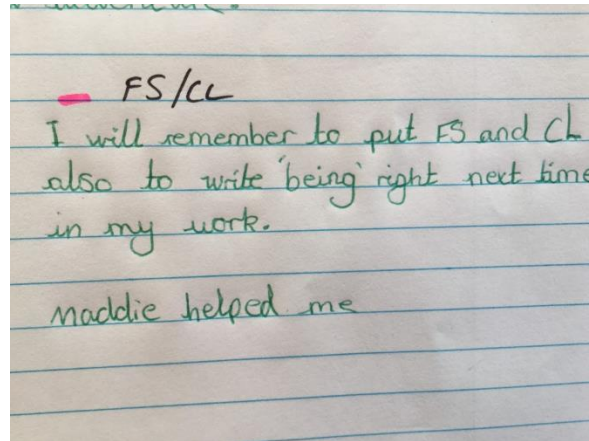 - FS/CL
I will remember to put FS and CL
also to write 'being' right next time
in my work.
Maddie helped me